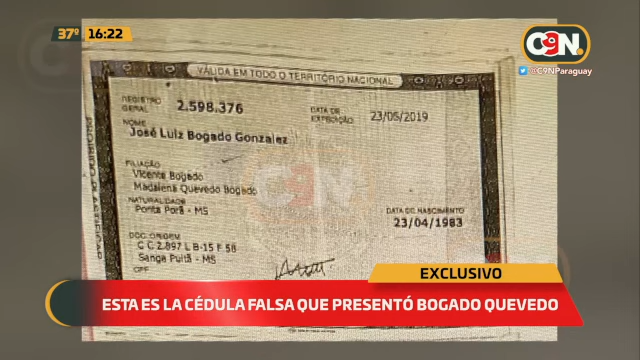 37º 16:22
C9N.
@C9NParaguay
VÁLIDA EM TODO O TERRITÓRIO NACIONAL
REGISTRO GERAL 2.598.376
DATA DE EXPEDIÇÃO 23/05/2019
NOME
José Luiz Bogado Gonzalez
FILIAÇÃO
Vicente Bogado
Madalena Quevedo Bogado
NATURALIDADE
Ponta Porã - MS
DATA DO NASCIMENTO
23/04/1983
DOC ORIGEM
C C 2.897 L B-15 F 58
Sanga Puitã - MS
CPF
C9N
EXCLUSIVO
ESTA ES LA CÉDULA FALSA QUE PRESENTÓ BOGADO QUEVEDO